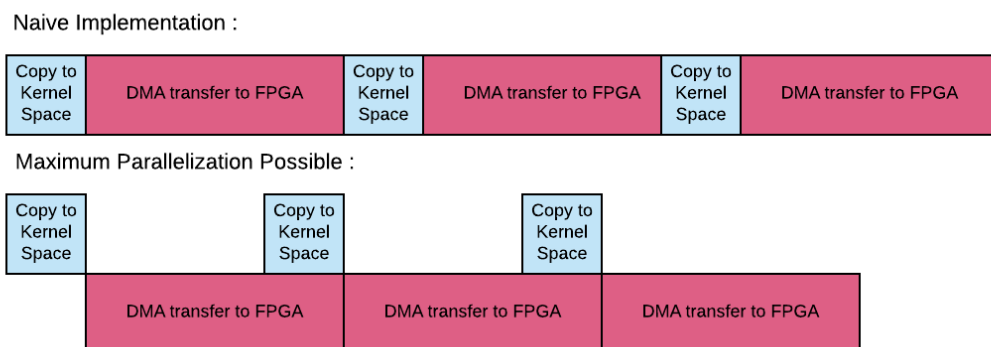 Naive Implementation :
Copy to
Kernel
Space
DMA transfer to FPGA
Copy to
Kernel
Space
DMA transfer to FPGA
Copy to
Kernel
Space
DMA transfer to FPGA
Maximum Parallelization Possible :
Copy to
Kernel
Space
Copy to
Kernel
Space
Copy to
Kernel
Space
DMA transfer to FPGA
DMA transfer to FPGA
DMA transfer to FPGA